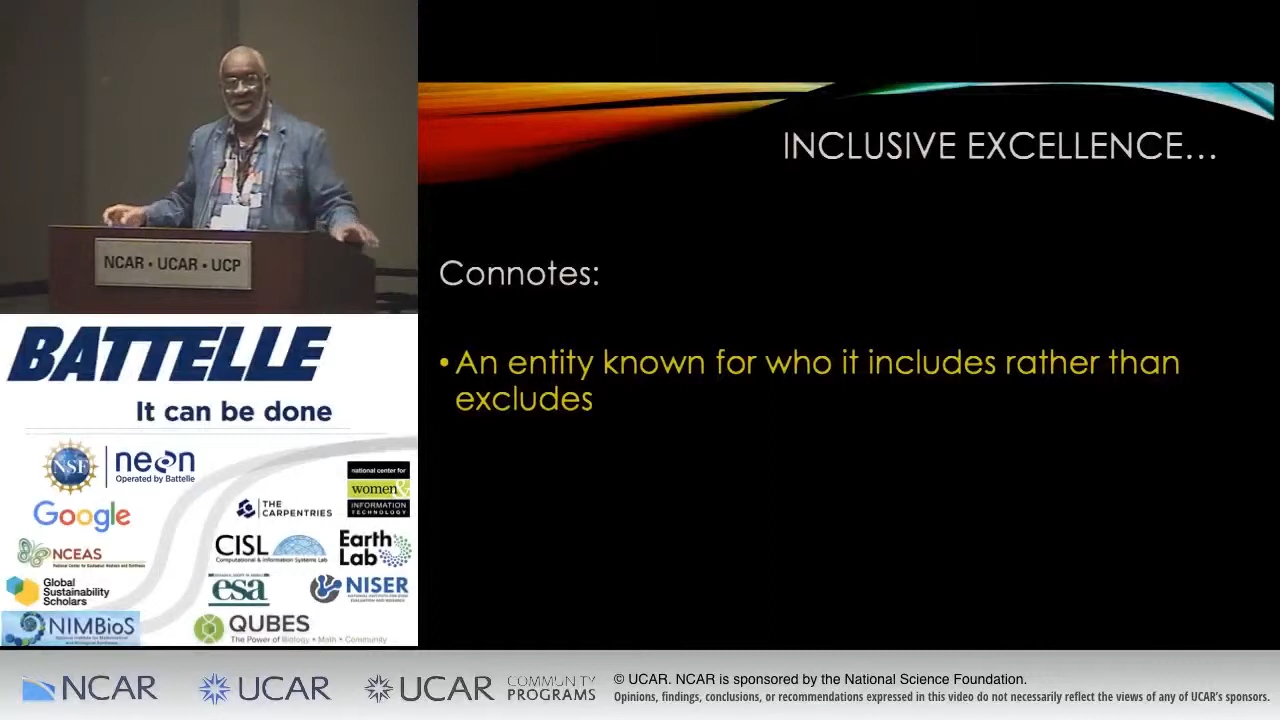 NCAR • UCAR • UCP
INCLUSIVE EXCELLENCE...
Connotes:
• An entity known for who it includes rather than
excludes
BATTELLE
It can be done
NSF
neon
Operated by Battelle
national center for
women&
INFORMATION
TECHNOLOGY
Google
THE
CARPENTRIES
NCEAS
CISL
Computational & Information Systems Lab
Earth
Lab
Global
Sustainability
Scholars
esa
NISER
NIMBioS
QUBES
The Power of Biology • Math • Community
NCAR
UCAR
UCAR
COMMUNITY
PROGRAMS
© UCAR. NCAR is sponsored by the National Science Foundation.
Opinions, findings, conclusions, or recommendations expressed in this video do not necessarily reflect the views of any of UCAR's sponsors.